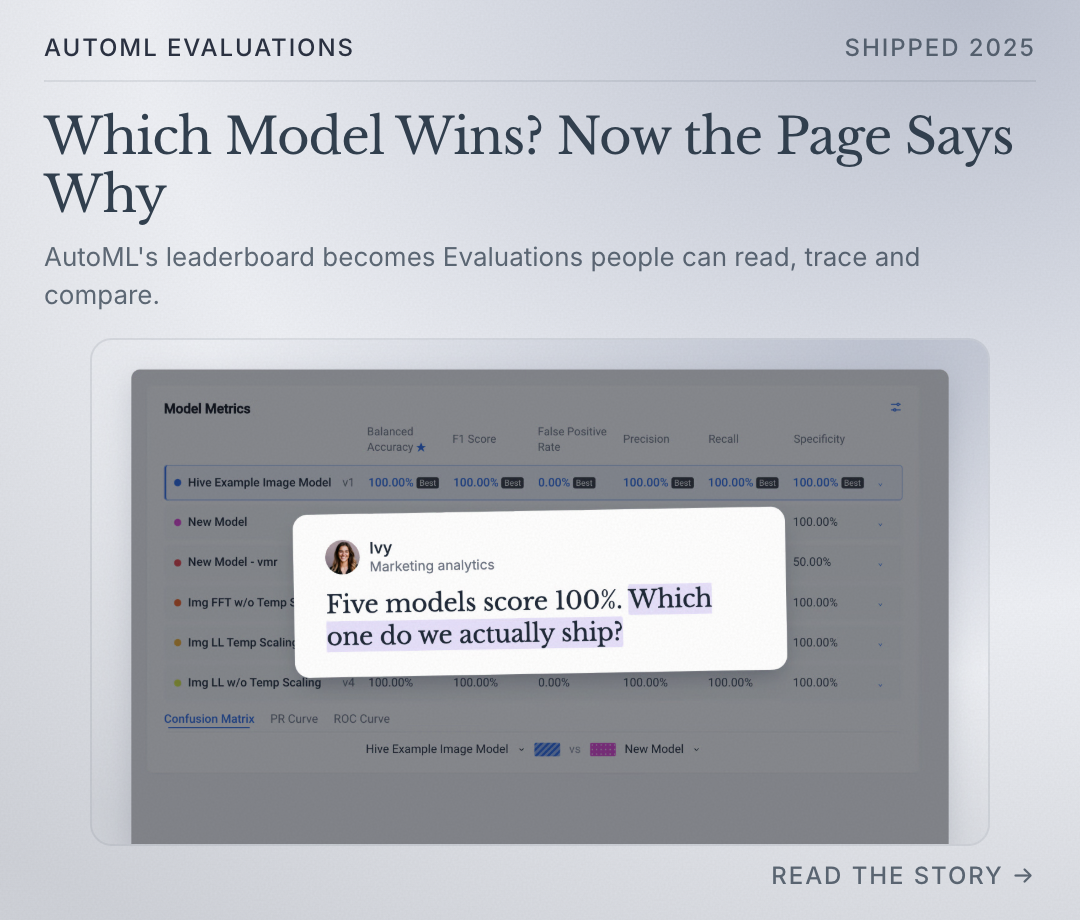 AUTOML EVALUATIONS
SHIPPED 2025
Which Model Wins? Now the Page Says
Why
AutoML's leaderboard becomes Evaluations people can read, trace and
compare.
Model Metrics
Balanced
Accuracy ★
F1 Score
False Positive
Rate
Precision
Recall
Specificity
Hive Example Image Model v1 100.00% Best 100.00% Best 0.00% Best 100.00% Best 100.00% Best 100.00% Best
New Model 100.00%
New Model - vmr 50.00%
Img FFT w/o Temp S 100.00%
Img LL Temp Scaling 100.00%
Img LL w/o Temp Scaling v4 100.00% 100.00% 0.00% 100.00% 100.00% 100.00%
Ivy
Marketing analytics
Five models score 100%. Which
one do we actually ship?
Confusion Matrix PR Curve ROC Curve
Hive Example Image Model vs New Model
READ THE STORY →